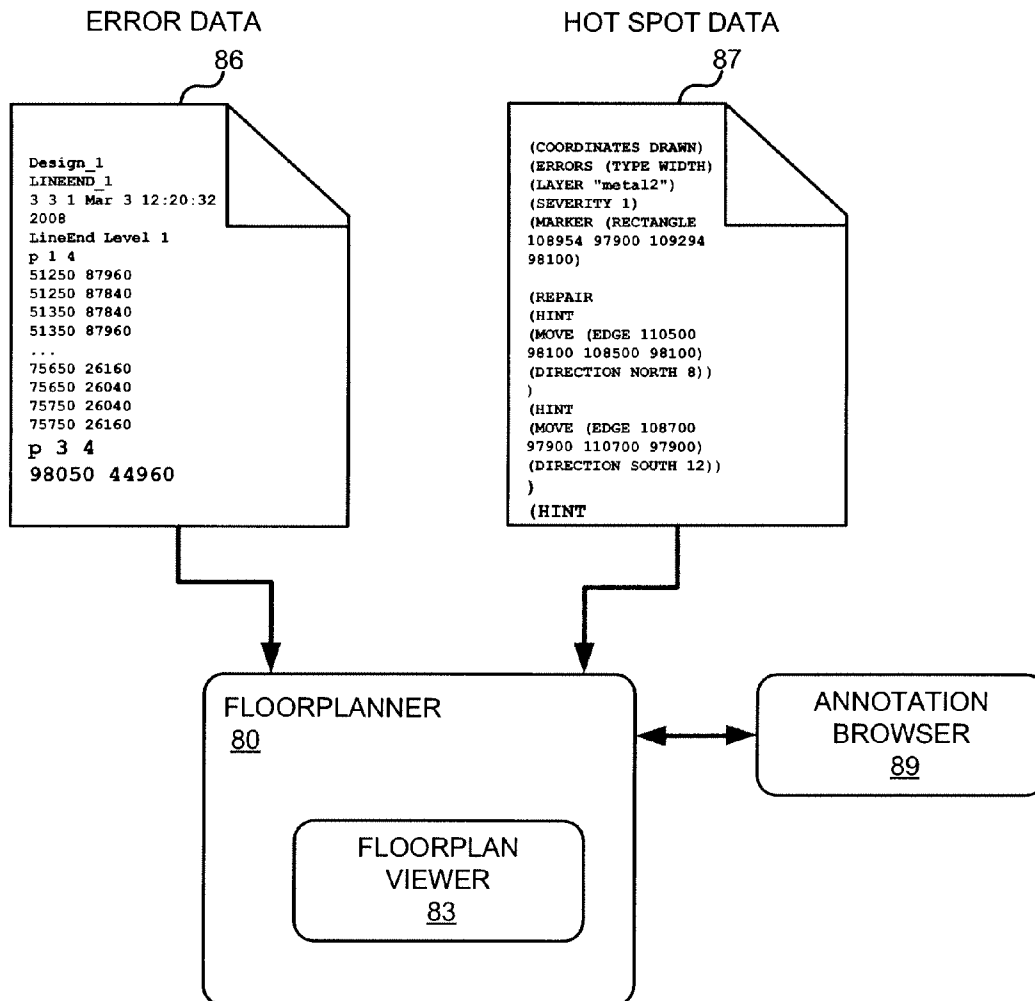 ERROR DATA
86
Design_1
LINEEND_1
3 3 1 Mar 3 12:20:32
2008
LineEnd Level 1
p 1 4
51250 87960
51250 87840
51350 87840
51350 87960
...
75650 26160
75650 26040
75750 26040
75750 26160
p 3 4
98050 44960
HOT SPOT DATA
87
(COORDINATES DRAWN)
(ERRORS (TYPE WIDTH)
(LAYER "metal2")
(SEVERITY 1)
(MARKER (RECTANGLE
108954 97900 109294
98100)
(REPAIR
(HINT
(MOVE (EDGE 110500
98100 108500 98100)
(DIRECTION NORTH 8))
)
(HINT
(MOVE (EDGE 108700
97900 110700 97900)
(DIRECTION SOUTH 12))
)
(HINT
FLOORPLANNER
80
FLOORPLAN
VIEWER
83
ANNOTATION
BROWSER
89